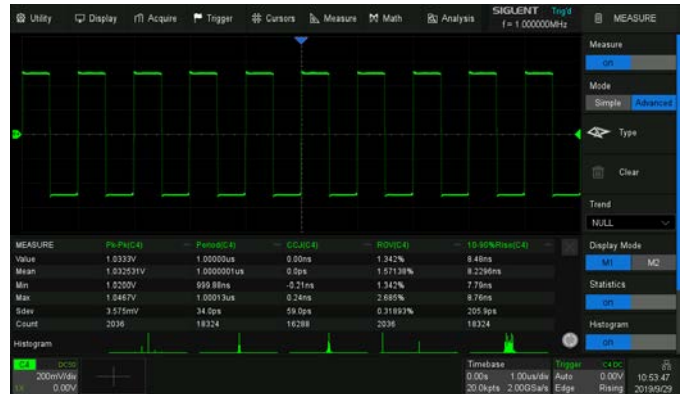 Utility Display Acquire Trigger Cursors Measure Math Analysis SIGLENT Trig'd
f = 1.000000MHz
MEASURE
Measure
on
Mode
Simple Advanced
Type
Clear
Trend
NULL
Display Mode
M1 M2
Statistics
on
Histogram
on
MEASURE Pk-Pk(C4) Period(C4) CCJ(C4) ROV(C4) 10-90%Rise(C4)
Value 1.0333V 1.00000us 0.00ns 1.342% 8.48ns
Mean 1.032531V 1.0000001us 0.0ps 1.57138% 8.2296ns
Min 1.0200V 999.88ns -0.21ns 1.342% 7.79ns
Max 1.0467V 1.00013us 0.24ns 2.685% 8.76ns
Sdev 3.575mV 34.0ps 59.0ps 0.31893% 205.9ps
Count 2036 18324 16288 2036 18324
Histogram
C4 DC50
200mV/div
1X 0.00V
Timebase
0.00s 1.00us/div
20.0kpts 2.00GSa/s
Trigger C4 DC
Auto 0.00V
Edge Rising
10:53:47
2019/9/29